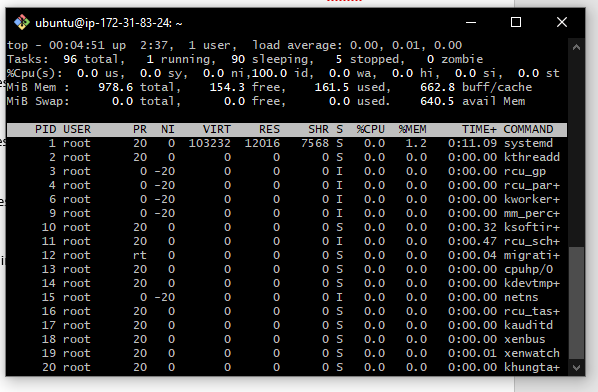 ubuntu@ip-172-31-83-24: ~
top - 00:04:51 up  2:37,  1 user,  load average: 0.00, 0.01, 0.00
Tasks:  96 total,   1 running,  90 sleeping,   5 stopped,   0 zombie
%Cpu(s):  0.0 us,  0.0 sy,  0.0 ni,100.0 id,  0.0 wa,  0.0 hi,  0.0 si,  0.0 st
MiB Mem :    978.6 total,    154.3 free,    161.5 used,    662.8 buff/cache
MiB Swap:      0.0 total,      0.0 free,      0.0 used.    640.5 avail Mem
PID USER      PR  NI    VIRT    RES    SHR S  %CPU  %MEM     TIME+ COMMAND
1 root      20   0  103232  12016   7568 S   0.0   1.2   0:11.09 systemd
2 root      20   0       0      0      0 S   0.0   0.0   0:00.00 kthreadd
3 root       0 -20       0      0      0 I   0.0   0.0   0:00.00 rcu_gp
4 root       0 -20       0      0      0 I   0.0   0.0   0:00.00 rcu_par+
6 root       0 -20       0      0      0 I   0.0   0.0   0:00.00 kworker+
9 root       0 -20       0      0      0 I   0.0   0.0   0:00.00 mm_perc+
10 root      20   0       0      0      0 S   0.0   0.0   0:00.32 ksoftir+
11 root      20   0       0      0      0 I   0.0   0.0   0:00.47 rcu_sch+
12 root      rt   0       0      0      0 S   0.0   0.0   0:00.04 migrati+
13 root      20   0       0      0      0 S   0.0   0.0   0:00.00 cpuhp/0
14 root      20   0       0      0      0 S   0.0   0.0   0:00.00 kdevtmp+
15 root       0 -20       0      0      0 I   0.0   0.0   0:00.00 netns
16 root      20   0       0      0      0 S   0.0   0.0   0:00.00 rcu_tas+
17 root      20   0       0      0      0 S   0.0   0.0   0:00.00 kauditd
18 root      20   0       0      0      0 S   0.0   0.0   0:00.00 xenbus
19 root      20   0       0      0      0 S   0.0   0.0   0:00.01 xenwatch
20 root      20   0       0      0      0 S   0.0   0.0   0:00.00 khungta+